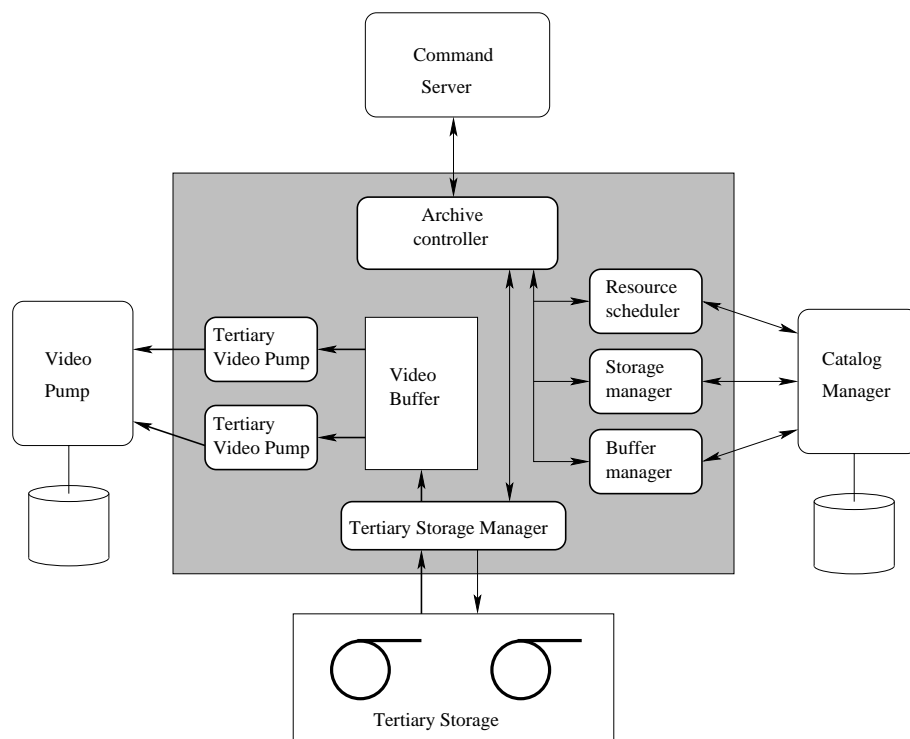 Command
Server
Archive
controller
Resource
scheduler
Tertiary
Video Pump
Video
Pump
Video
Buffer
Storage
manager
Catalog
Manager
Tertiary
Video Pump
Buffer
manager
Tertiary Storage Manager
Tertiary Storage